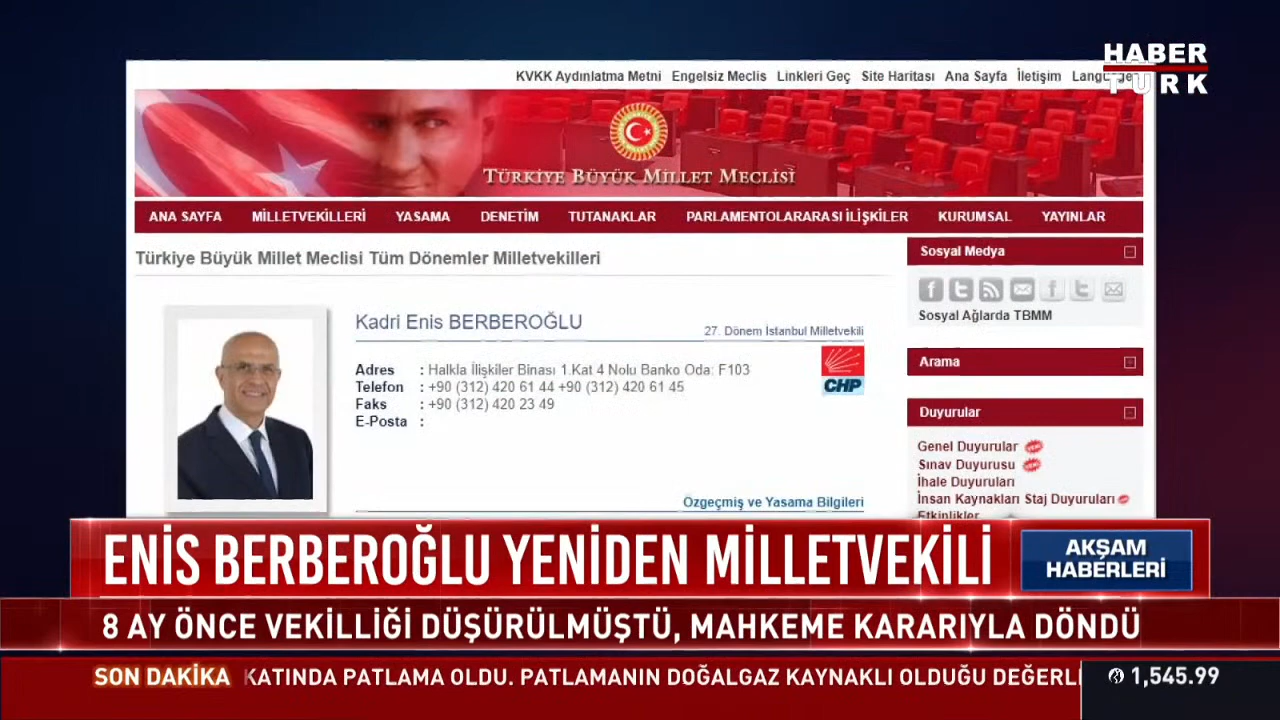 HABER
TÜRK
KVKK Aydınlatma Metni Engelsiz Meclis Linkleri Geç Site Haritası Ana Sayfa İletişim
TÜRKİYE BÜYÜK MİLLET MECLİSİ
ANA SAYFA MİLLETVEKİLLERİ YASAMA DENETİM TUTANAKLAR PARLAMENTOLARARASI İLİŞKİLER KURUMSAL YAYINLAR
Türkiye Büyük Millet Meclisi Tüm Dönemler Milletvekilleri
Kadri Enis BERBEROĞLU
27. Dönem İstanbul Milletvekili
Adres : Halkla İlişkiler Binası 1.Kat 4 Nolu Banko Oda: F103
Telefon : +90 (312) 420 61 44 +90 (312) 420 61 45
Faks : +90 (312) 420 23 49
E-Posta :
CHP
Özgeçmiş ve Yasama Bilgileri
Sosyal Medya
Sosyal Ağlarda TBMM
Arama
Duyurular
Genel Duyurular
Sınav Duyurusu
İhale Duyuruları
İnsan Kaynakları Staj Duyuruları
Etkinlikler
ENİS BERBEROĞLU YENİDEN MİLLETVEKİLİ
AKŞAM
HABERLERİ
8 AY ÖNCE VEKİLLİĞİ DÜŞÜRÜLMÜŞTÜ, MAHKEME KARARIYLA DÖNDÜ
SON DAKİKA KATINDA PATLAMA OLDU. PATLAMANIN DOĞALGAZ KAYNAKLI OLDUĞU DEĞERLİ
1,545.99